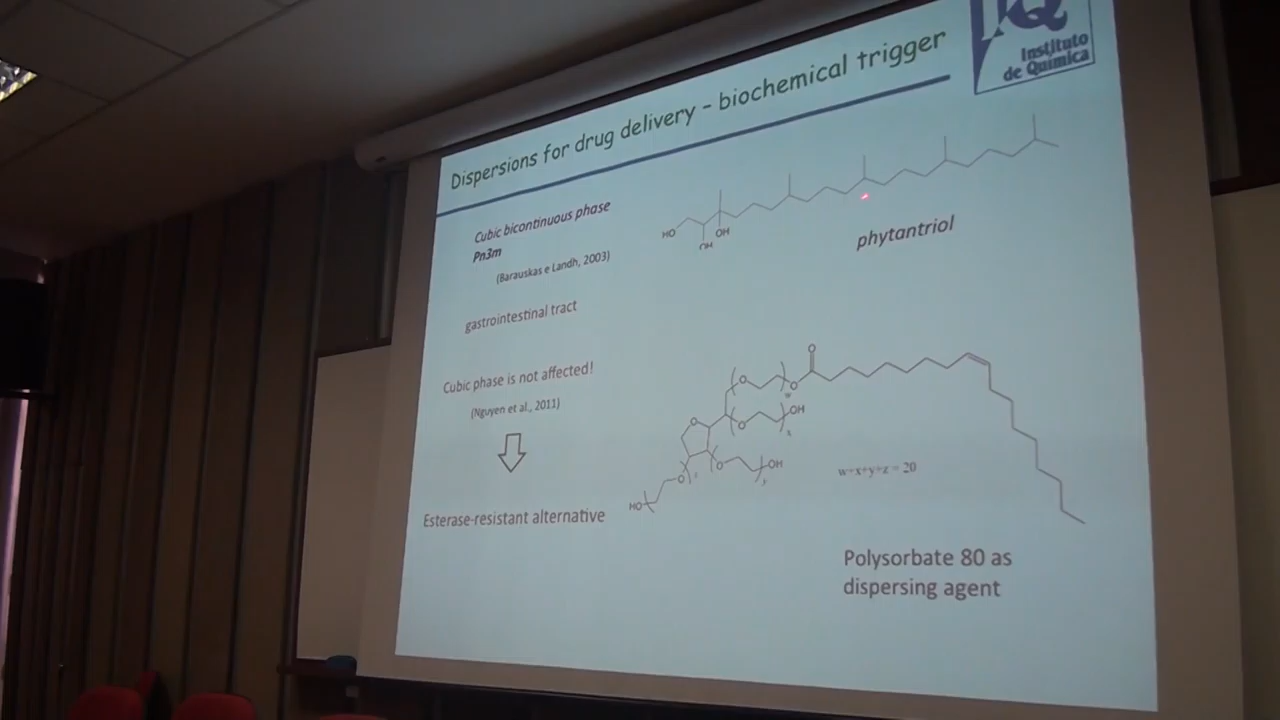 IQ
Instituto
de Química
Dispersions for drug delivery – biochemical trigger
Cubic bicontinuous phase
Pn3m
(Barauskas e Landh, 2003)
gastrointestinal tract
Cubic phase is not affected!
(Nguyen et al., 2011)
Esterase-resistant alternative
HO
OH
OH
phytantriol
O
O
w
O
O
OH
x
O
O
OH
y
O
z
HO
w+x+y+z = 20
Polysorbate 80 as
dispersing agent